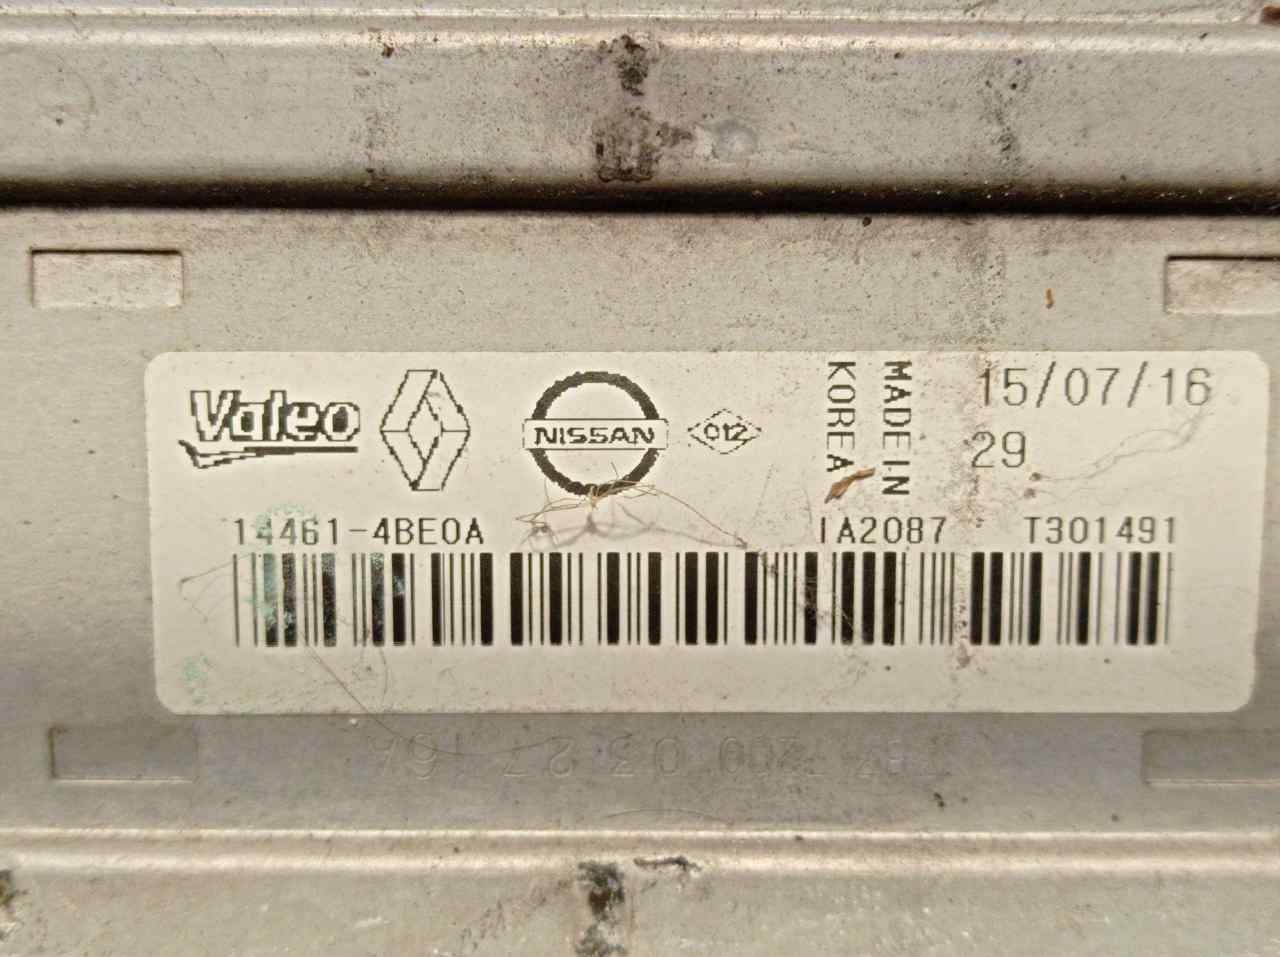 Valeo
NISSAN
012
MADE IN
KOREA
15/07/16
29
14461-4BE0A
IA2087
T301491